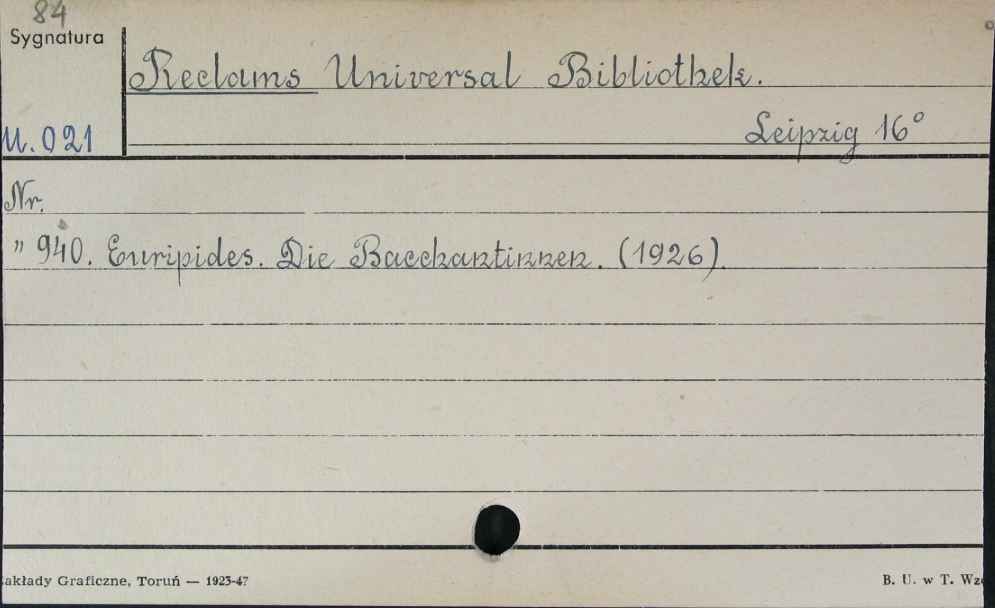 84
Sygnatura
Reclams Universal Bibliothek.
U. 021
Leipzig 16°
Nr.
" 940. Euripides. Die Bacchantinnen. (1926).
akłady Graficzne, Toruń — 1923-47
B. U. w T. Wz